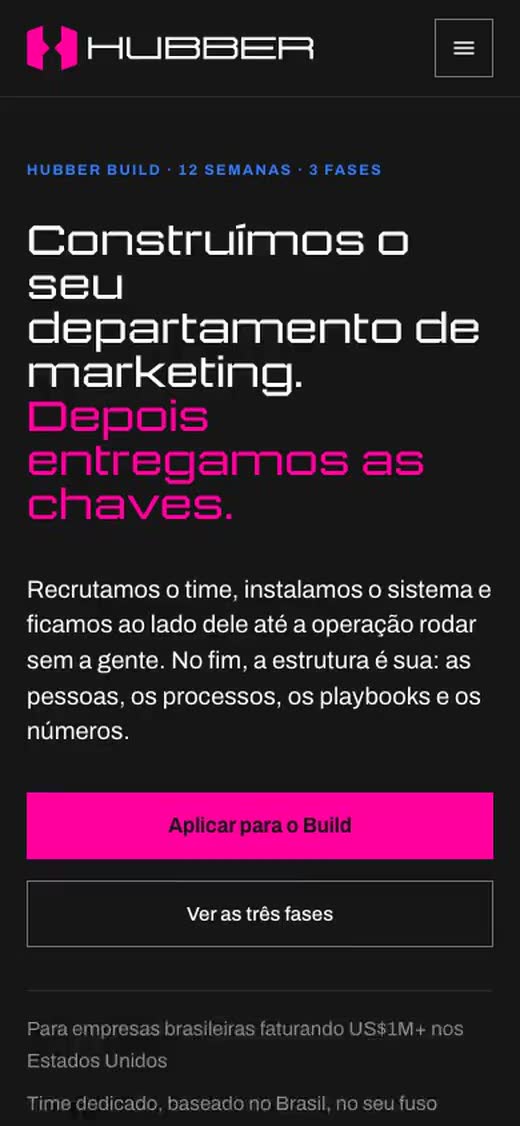 HUBBER
HUBBER BUILD · 12 SEMANAS · 3 FASES
Construímos o
seu
departamento de
marketing.
Depois
entregamos as
chaves.
Recrutamos o time, instalamos o sistema e
ficamos ao lado dele até a operação rodar
sem a gente. No fim, a estrutura é sua: as
pessoas, os processos, os playbooks e os
números.
Aplicar para o Build
Ver as três fases
Para empresas brasileiras faturando US$1M+ nos
Estados Unidos
Time dedicado, baseado no Brasil, no seu fuso